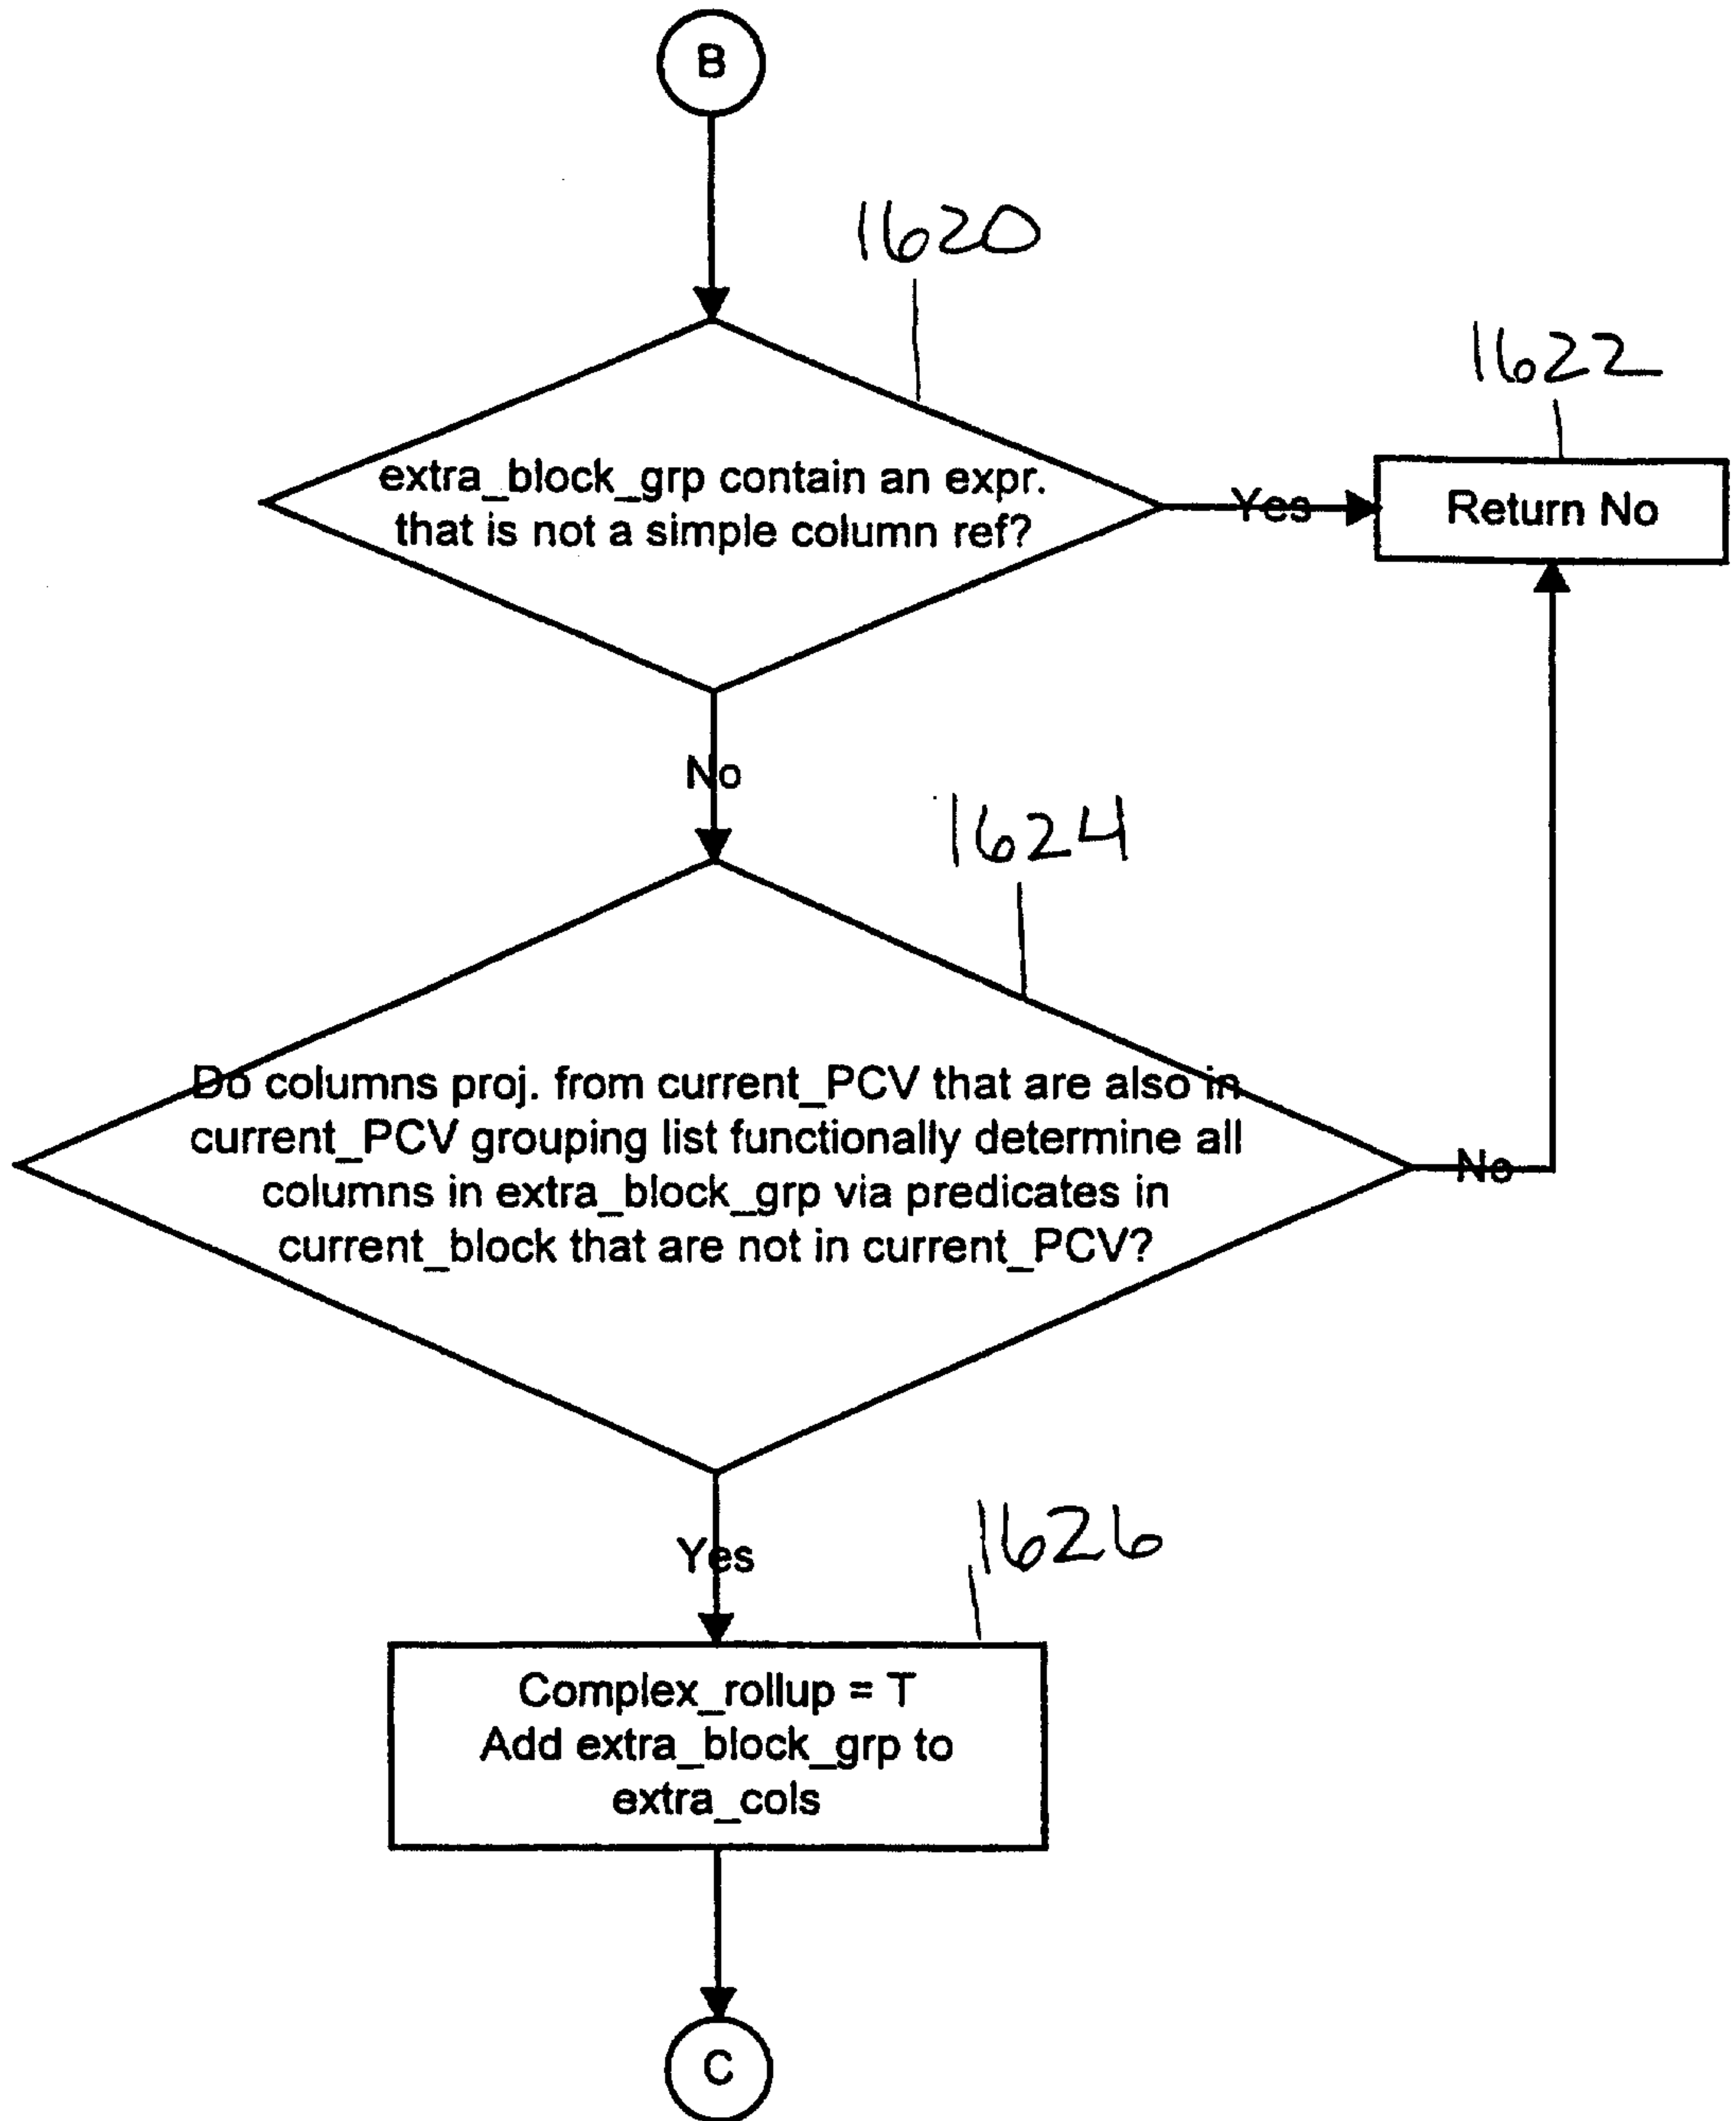 B
1620
1622
extra_block_grp contain an expr.
that is not a simple column ref?
Yes
Return No
No
1624
Do columns proj. from current_PCV that are also in
current_PCV grouping list functionally determine all
columns in extra_block_grp via predicates in
current_block that are not in current_PCV?
No
Yes
1626
Complex_rollup = T
Add extra_block_grp to
extra_cols
C